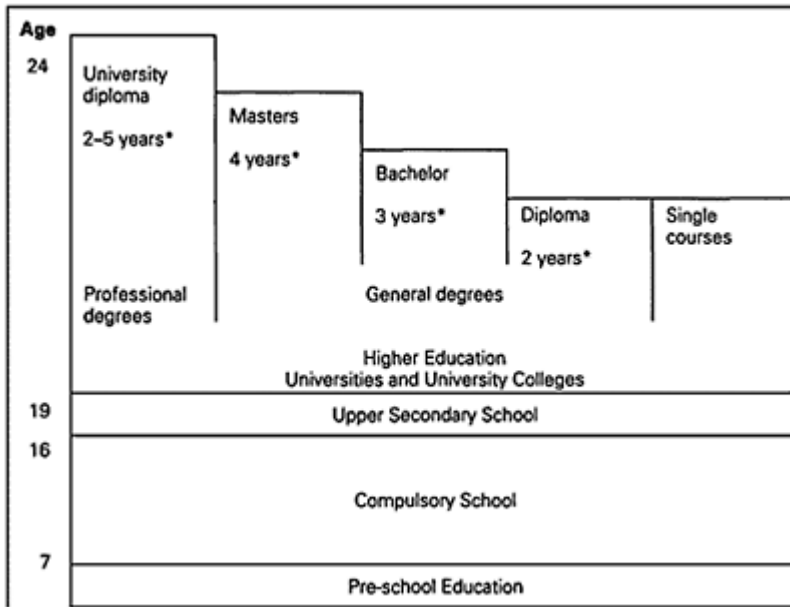 Age
24
University
diploma
2–5 years*
Masters
4 years*
Bachelor
3 years*
Diploma
2 years*
Single
courses
Professional
degrees
General degrees
Higher Education
Universities and University Colleges
19
Upper Secondary School
16
Compulsory School
7
Pre-school Education